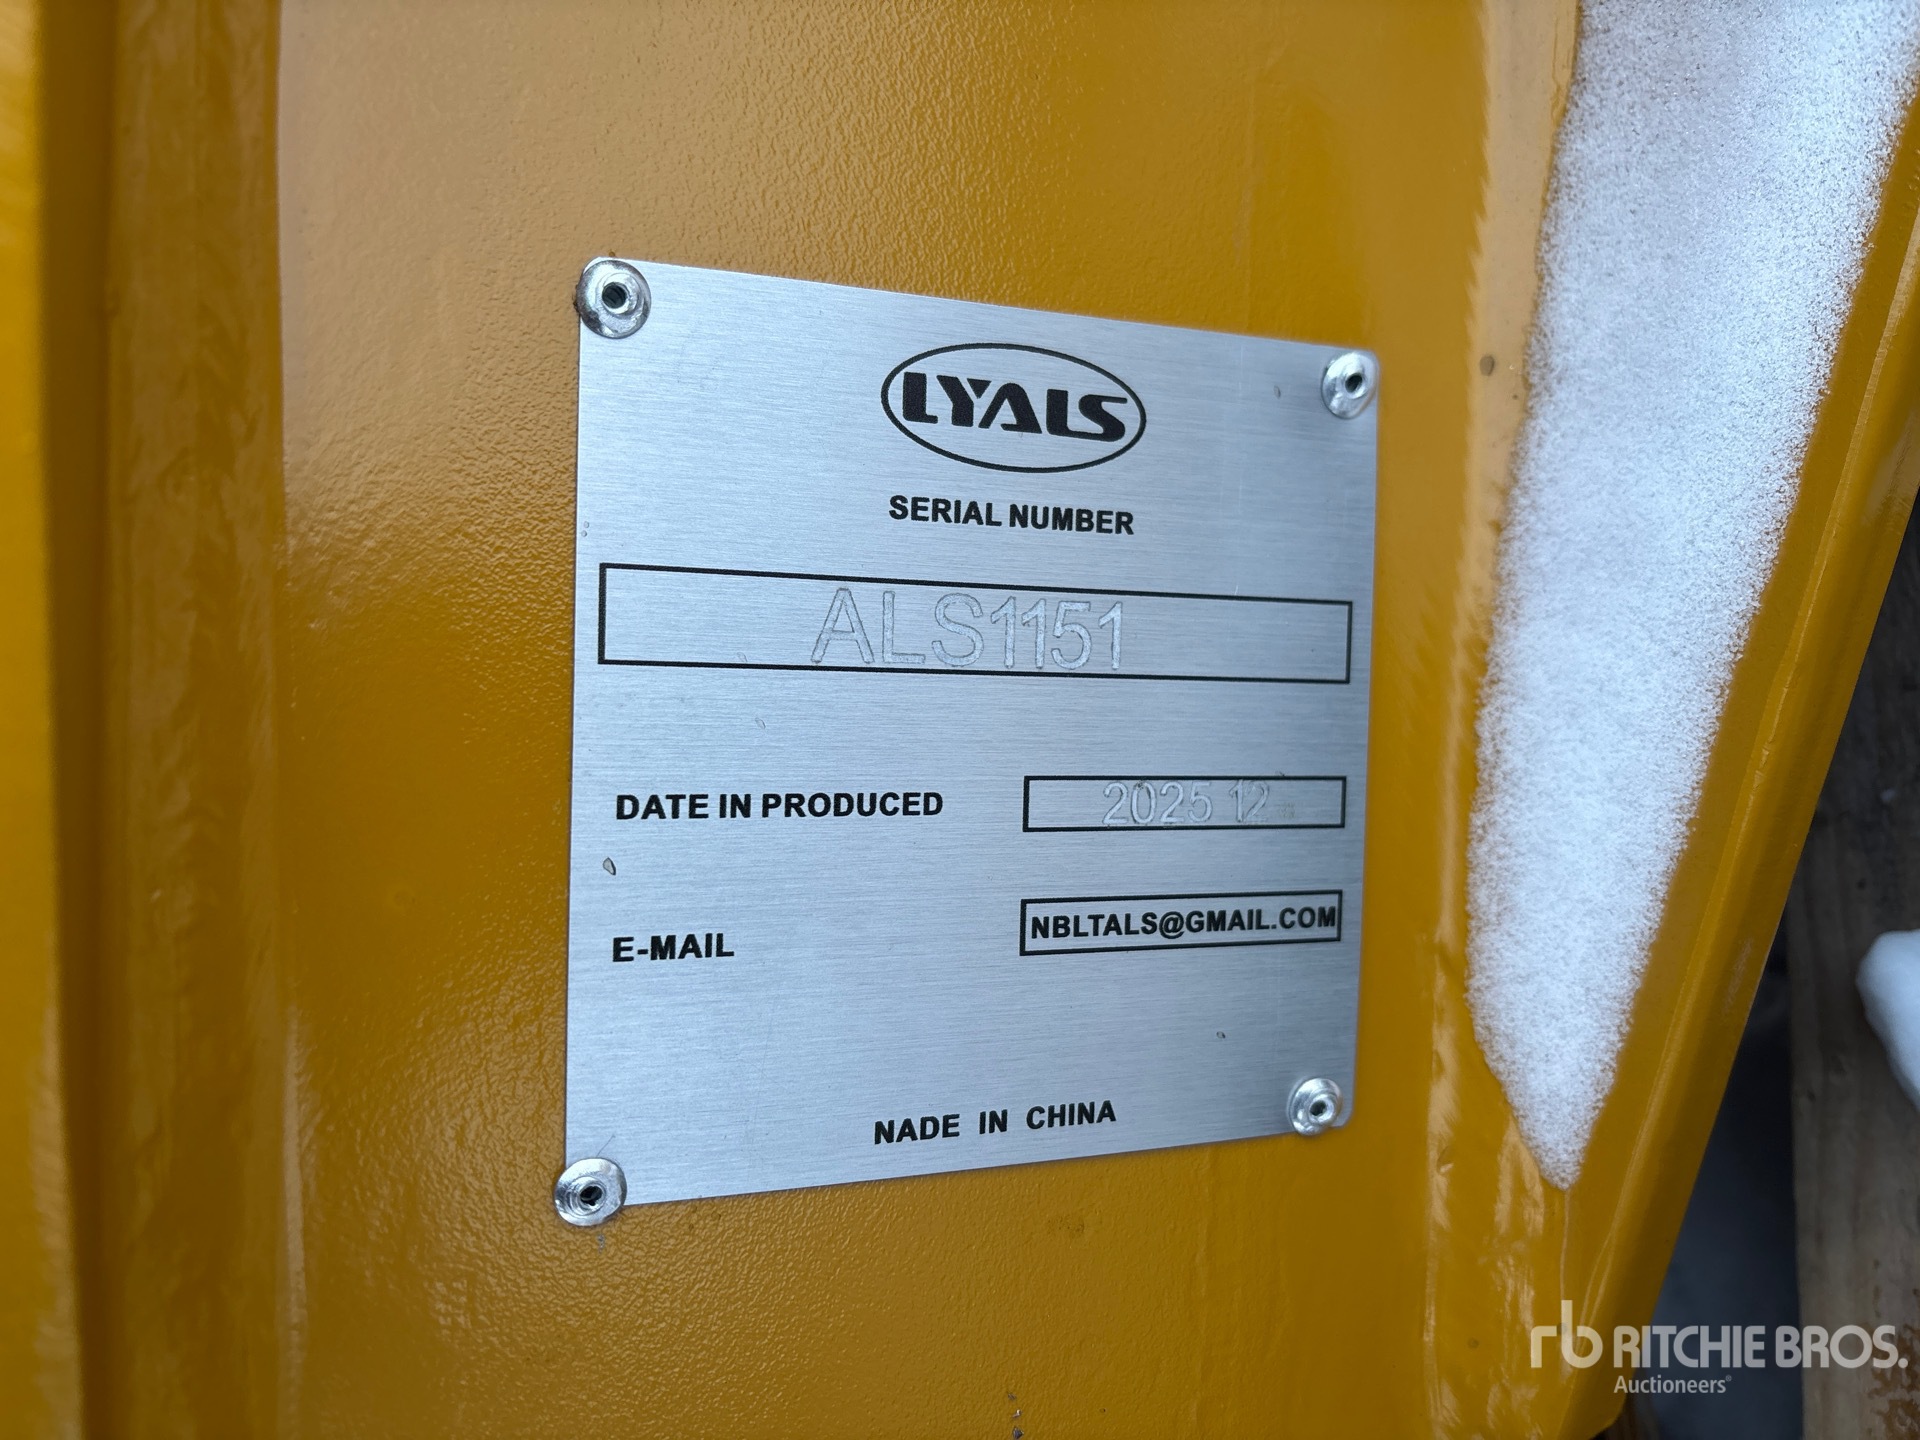 LYALS
SERIAL NUMBER
ALS1151
DATE IN PRODUCED 2025 12
E-MAIL NBLTALS@GMAIL.COM
NADE IN CHINA
rb RITCHIE BROS.
Auctioneers®